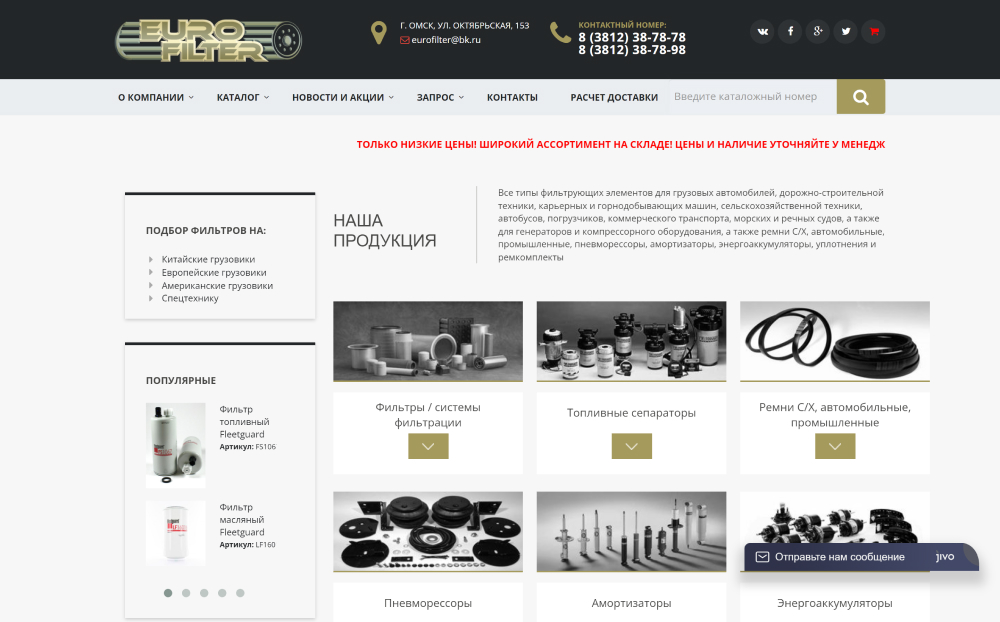 EURO
FILTER
Г. ОМСК, УЛ. ОКТЯБРЬСКАЯ, 153
eurofilter@bk.ru
КОНТАКТНЫЙ НОМЕР:
8 (3812) 38-78-78
8 (3812) 38-78-98
О КОМПАНИИ КАТАЛОГ НОВОСТИ И АКЦИИ ЗАПРОС КОНТАКТЫ РАСЧЕТ ДОСТАВКИ Введите каталожный номер
ТОЛЬКО НИЗКИЕ ЦЕНЫ! ШИРОКИЙ АССОРТИМЕНТ НА СКЛАДЕ! ЦЕНЫ И НАЛИЧИЕ УТОЧНЯЙТЕ У МЕНЕДЖ
ПОДБОР ФИЛЬТРОВ НА:
Китайские грузовики
Европейские грузовики
Американские грузовики
Спецтехнику
ПОПУЛЯРНЫЕ
Фильтр
топливный
Fleetguard
Артикул: FS106
Фильтр
масляный
Fleetguard
Артикул: LF160
НАША
ПРОДУКЦИЯ
Все типы фильтрующих элементов для грузовых автомобилей, дорожно-строительной
техники, карьерных и горнодобывающих машин, сельскохозяйственной техники,
автобусов, погрузчиков, коммерческого транспорта, морских и речных судов, а также
для генераторов и компрессорного оборудования, а также ремни С/Х, автомобильные,
промышленные, пневморессоры, амортизаторы, энергоаккумуляторы, уплотнения и
ремкомплекты
Фильтры / системы
фильтрации
Топливные сепараторы
Ремни С/Х, автомобильные,
промышленные
Пневморессоры
Амортизаторы
Энергоаккумуляторы
Отправьте нам сообщение jivo